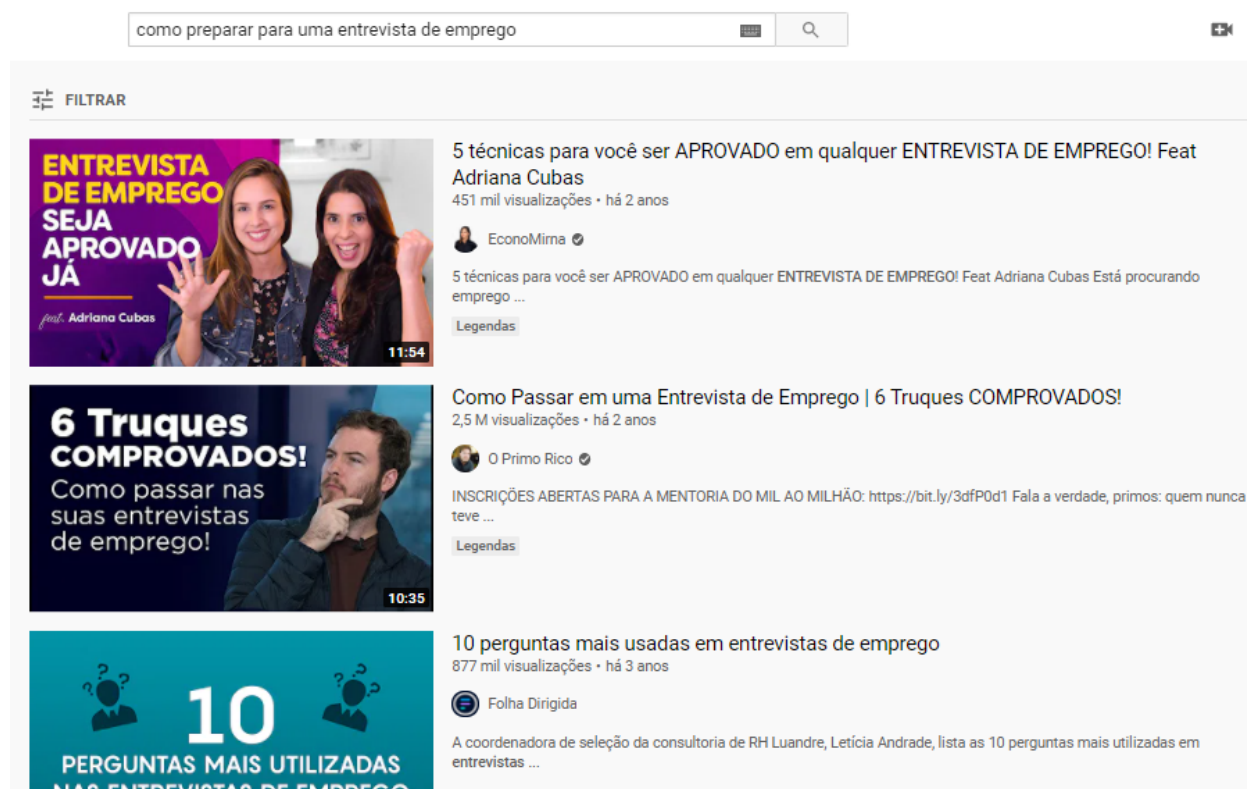 como preparar para uma entrevista de emprego
FILTRAR
ENTREVISTA
DE EMPREGO
SEJA
APROVADO
JÁ
feat. Adriana Cubas
11:54
5 técnicas para você ser APROVADO em qualquer ENTREVISTA DE EMPREGO! Feat
Adriana Cubas
451 mil visualizações • há 2 anos
EconoMirna
5 técnicas para você ser APROVADO em qualquer ENTREVISTA DE EMPREGO! Feat Adriana Cubas Está procurando
emprego ...
Legendas
6 Truques
COMPROVADOS!
Como passar nas
suas entrevistas
de emprego!
10:35
Como Passar em uma Entrevista de Emprego | 6 Truques COMPROVADOS!
2,5 M visualizações • há 2 anos
O Primo Rico
INSCRIÇÕES ABERTAS PARA A MENTORIA DO MIL AO MILHÃO: https://bit.ly/3dfP0d1 Fala a verdade, primos: quem nunca
teve ...
Legendas
10
PERGUNTAS MAIS UTILIZADAS
NAS ENTREVISTAS DE EMPREGO
10 perguntas mais usadas em entrevistas de emprego
877 mil visualizações • há 3 anos
Folha Dirigida
A coordenadora de seleção da consultoria de RH Luandre, Letícia Andrade, lista as 10 perguntas mais utilizadas em
entrevistas ...